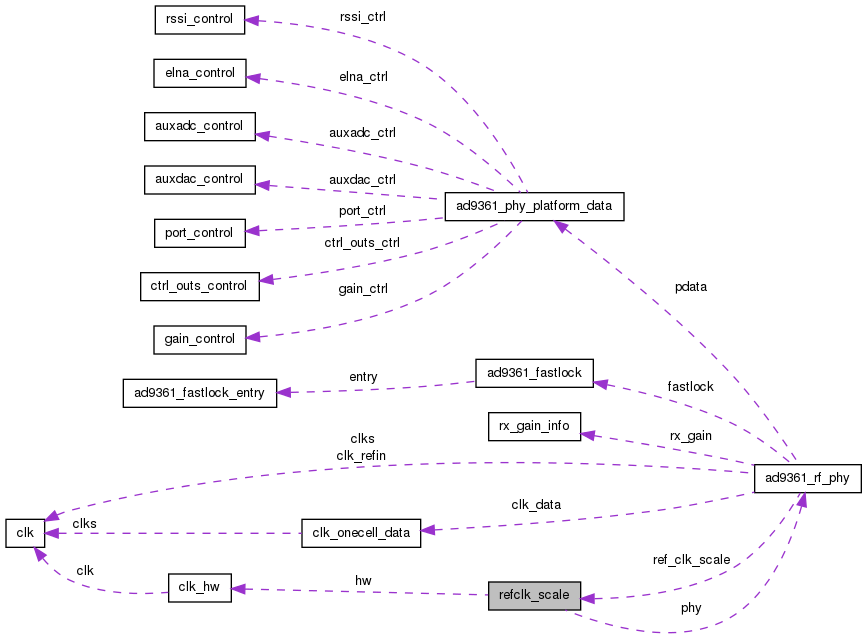 rssi_control
rssi_ctrl
elna_control
elna_ctrl
auxadc_control
auxadc_ctrl
auxdac_control
auxdac_ctrl
ad9361_phy_platform_data
port_control
port_ctrl
ctrl_outs_ctrl
ctrl_outs_control
gain_ctrl
pdata
gain_control
ad9361_fastlock_entry
entry
ad9361_fastlock
fastlock
rx_gain_info
rx_gain
clks
clk_refin
ad9361_rf_phy
clk_data
clk
clks
clk_onecell_data
ref_clk_scale
clk
clk_hw
hw
refclk_scale
phy